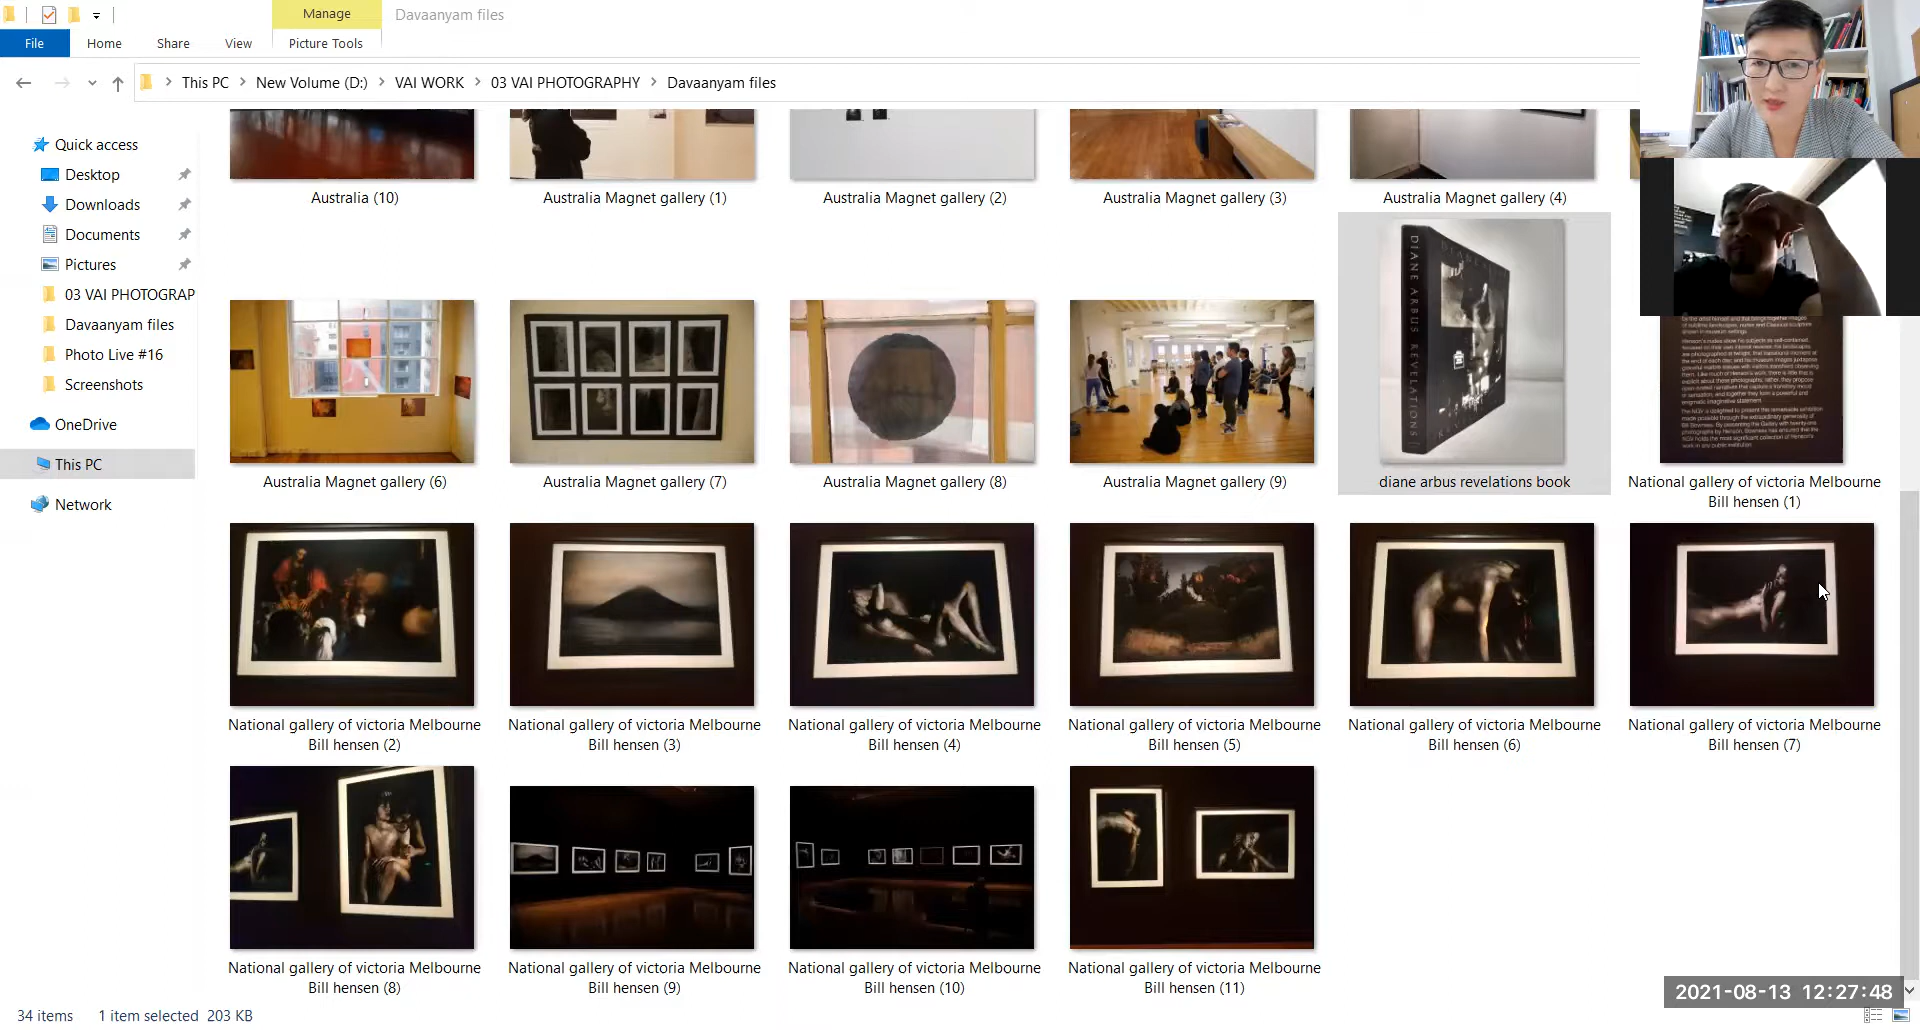 Manage
Davaanyam files
File
Home
Share
View
Picture Tools
This PC
New Volume (D:)
VAI WORK
03 VAI PHOTOGRAPHY
Davaanyam files
Quick access
Desktop
Downloads
Documents
Pictures
03 VAI PHOTOGRAP
Davaanyam files
Photo Live #16
Screenshots
OneDrive
This PC
Network
Australia (10)
Australia Magnet gallery (1)
Australia Magnet gallery (2)
Australia Magnet gallery (3)
Australia Magnet gallery (4)
DIANE ARBUS REVELATIONS
Australia Magnet gallery (6)
Australia Magnet gallery (7)
Australia Magnet gallery (8)
Australia Magnet gallery (9)
diane arbus revelations book
National gallery of victoria Melbourne
Bill hensen (1)
National gallery of victoria Melbourne
Bill hensen (2)
National gallery of victoria Melbourne
Bill hensen (3)
National gallery of victoria Melbourne
Bill hensen (4)
National gallery of victoria Melbourne
Bill hensen (5)
National gallery of victoria Melbourne
Bill hensen (6)
National gallery of victoria Melbourne
Bill hensen (7)
National gallery of victoria Melbourne
Bill hensen (8)
National gallery of victoria Melbourne
Bill hensen (9)
National gallery of victoria Melbourne
Bill hensen (10)
National gallery of victoria Melbourne
Bill hensen (11)
2021-08-13 12:27:48
34 items
1 item selected 203 KB